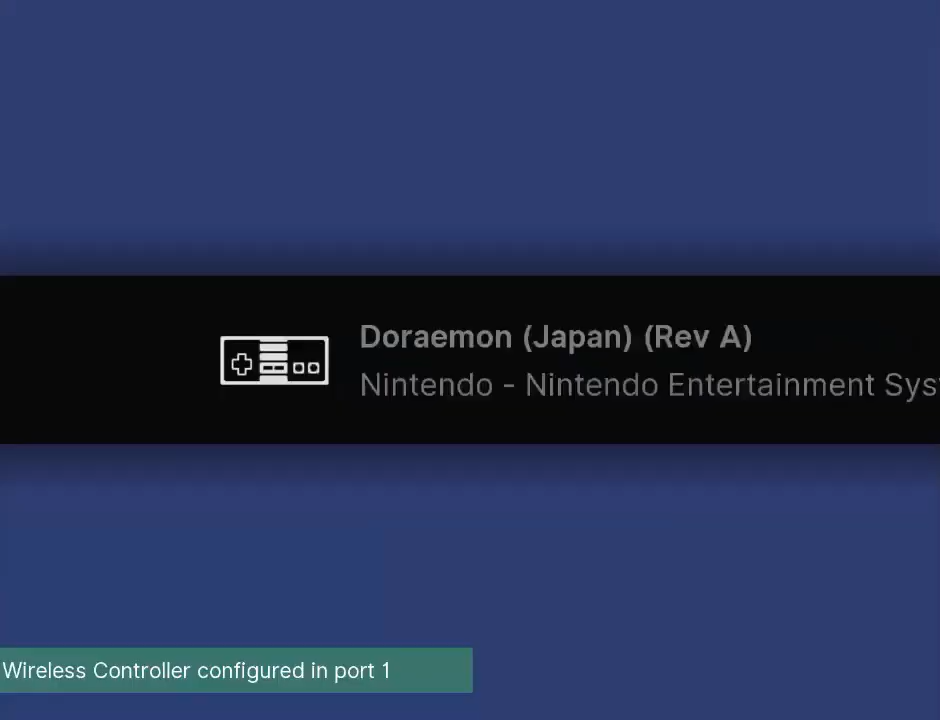 Doraemon (Japan) (Rev A)
Nintendo - Nintendo Entertainment Sys
Wireless Controller configured in port 1